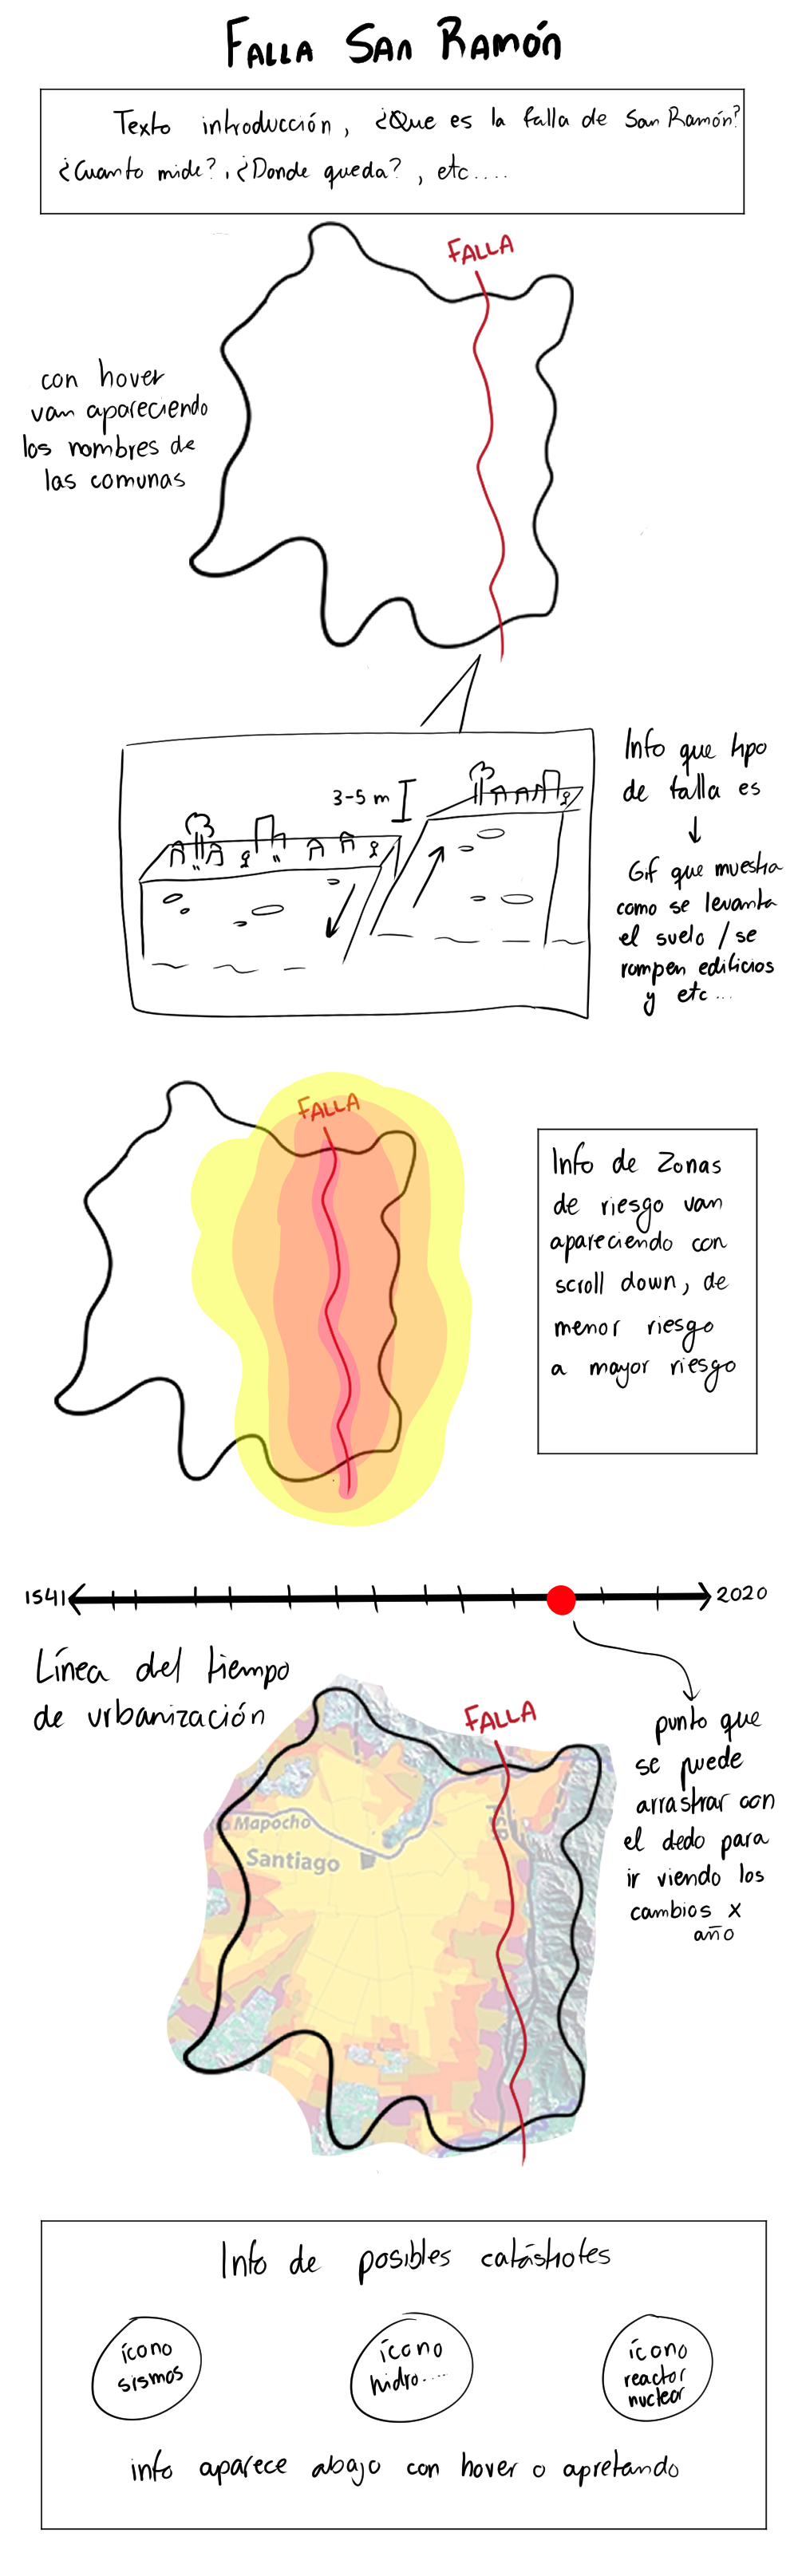 FALLA SAN RAMÓN
Texto introducción, ¿Que es la falla de San Ramón?
¿Cuanto mide?, ¿Donde queda?, etc....
FALLA
con hover
van apareciendo
los nombres de
las comunas
3-5 m
Info que tipo
de falla es
Gif que muestra
como se levanta
el suelo / se
rompen edificios
y etc...
FALLA
Info de Zonas
de riesgo van
apareciendo con
scroll down, de
menor riesgo
a mayor riesgo
1541
2020
Línea del tiempo
de urbanización
FALLA
punto que
se puede
arrastrar con
el dedo para
ir viendo los
cambios x
año
Mapocho
Santiago
Info de posibles catástrofes
ícono
sismos
ícono
hidro.....
ícono
reactor
nuclear
info aparece abajo con hover o apretando